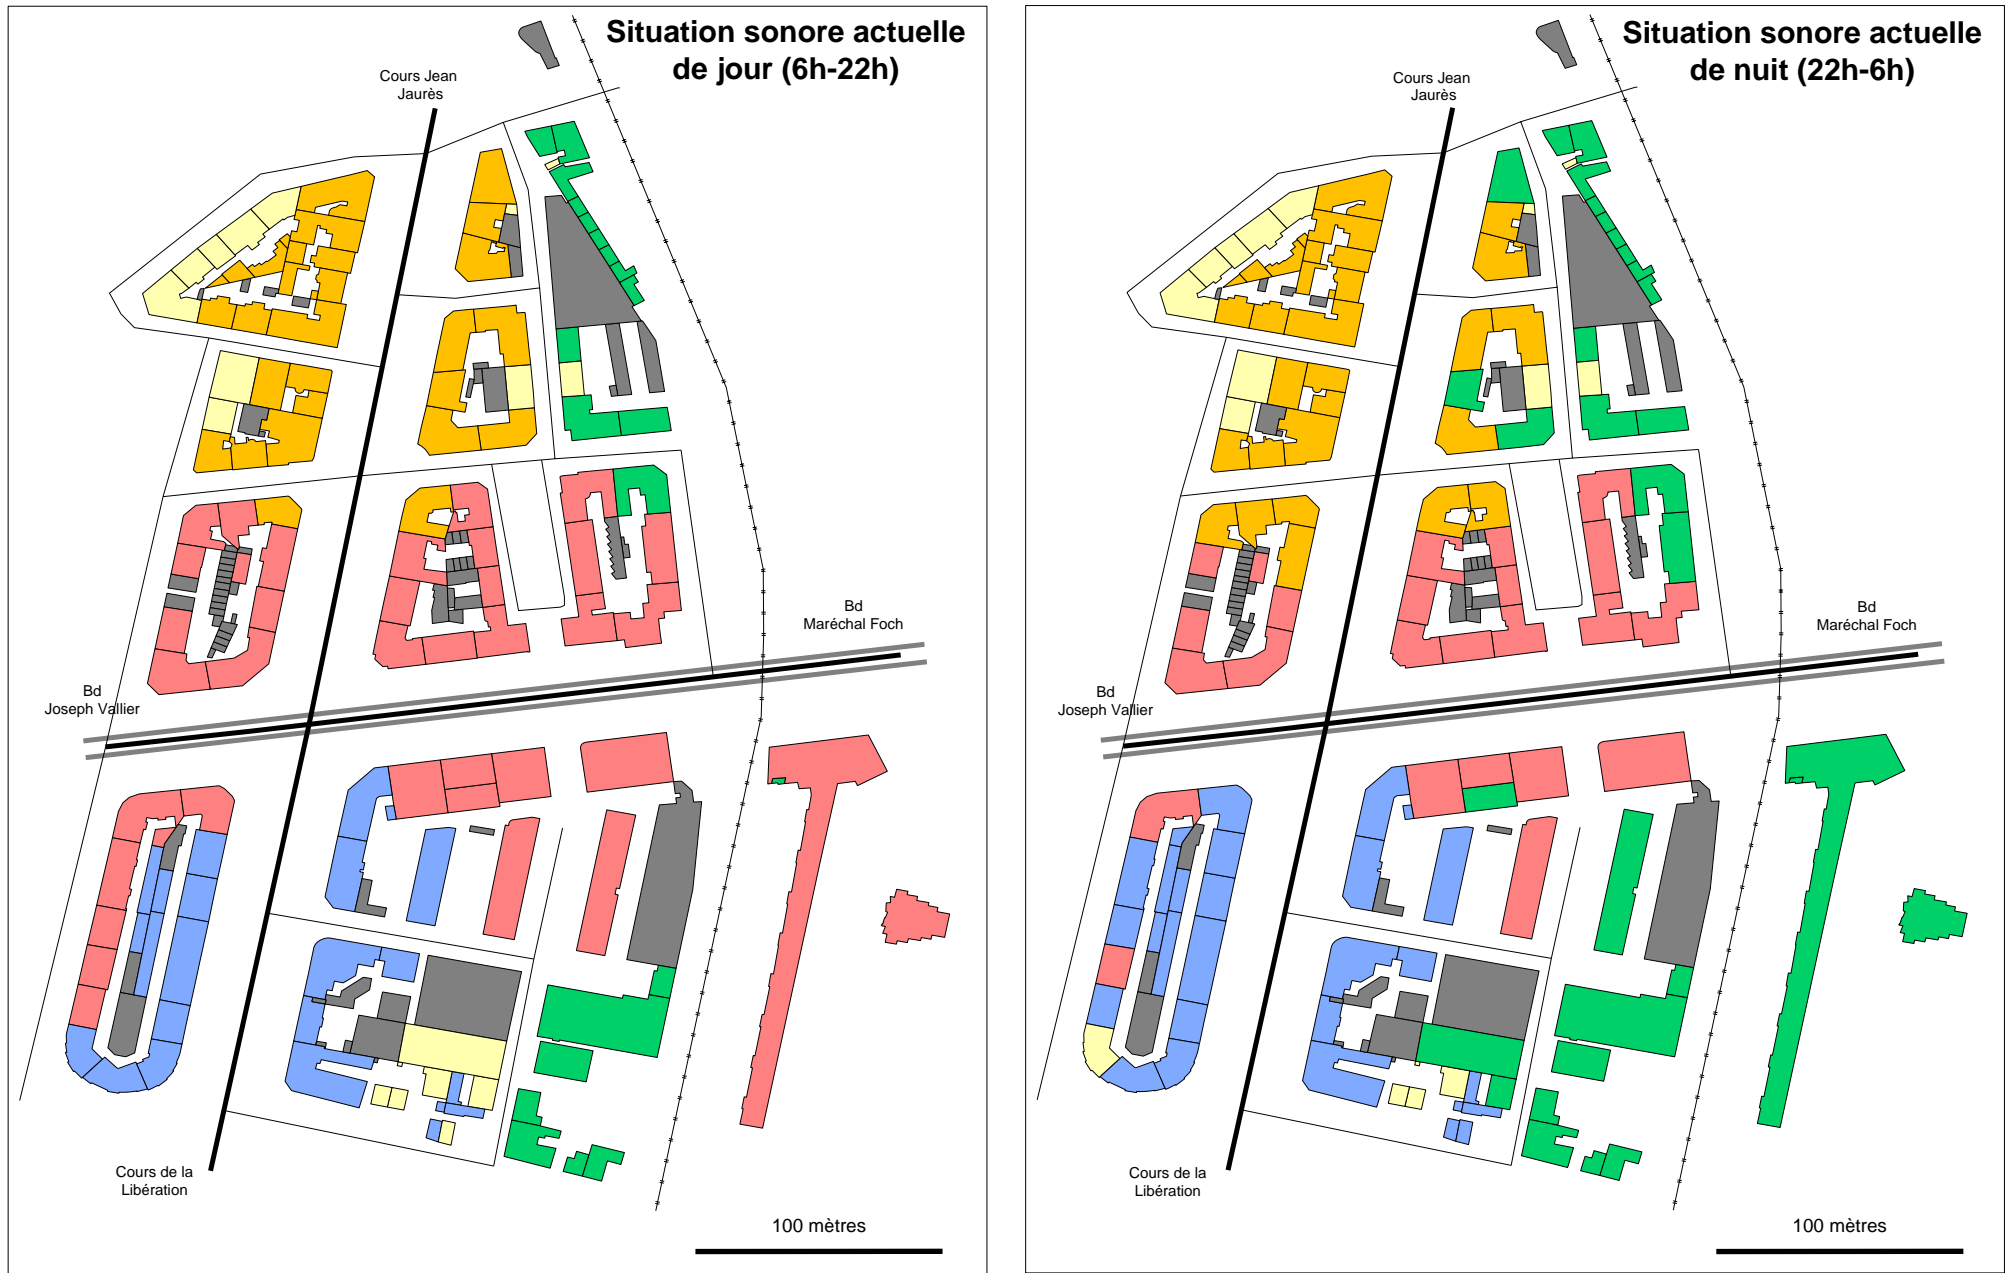 Situation sonore actuelle
de jour (6h-22h)
Cours Jean
Jaurès
Bd
Maréchal Foch
Bd
Joseph Vallier
Cours de la
Libération
100 mètres
Situation sonore actuelle
de nuit (22h-6h)
Cours Jean
Jaurès
Bd
Maréchal Foch
Bd
Joseph Vallier
Cours de la
Libération
100 mètres